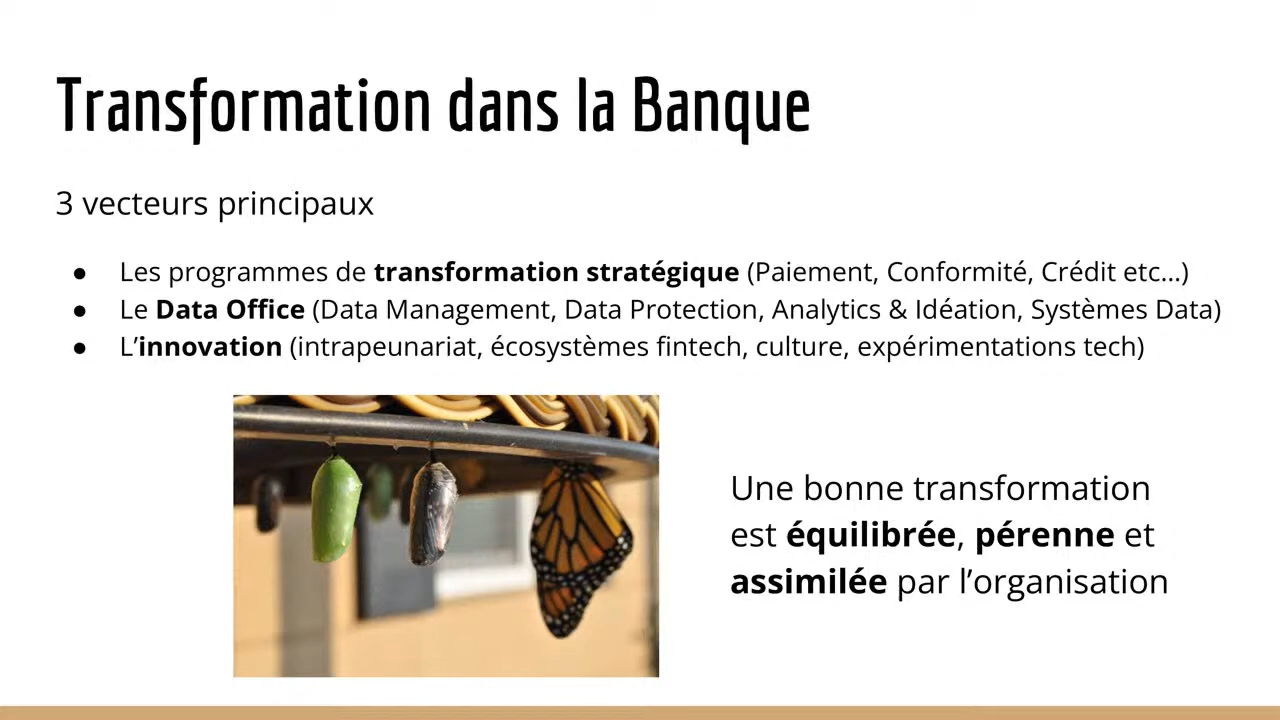 Transformation dans la Banque
3 vecteurs principaux
● Les programmes de transformation stratégique (Paiement, Conformité, Crédit etc...)
● Le Data Office (Data Management, Data Protection, Analytics & Idéation, Systèmes Data)
● L’innovation (intrapeunariat, écosystèmes fintech, culture, expérimentations tech)
Une bonne transformation
est équilibrée, pérenne et
assimilée par l’organisation